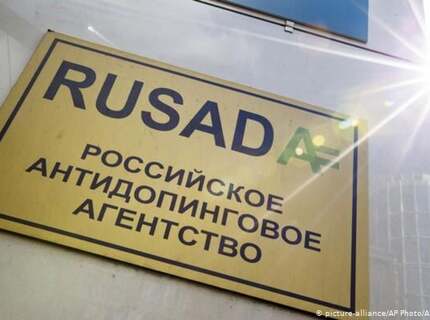 RUSADA
РОССИЙСКОЕ
АНТИДОПИНГОВОЕ
АГЕНТСТВО
© picture-alliance/AP Photo/A